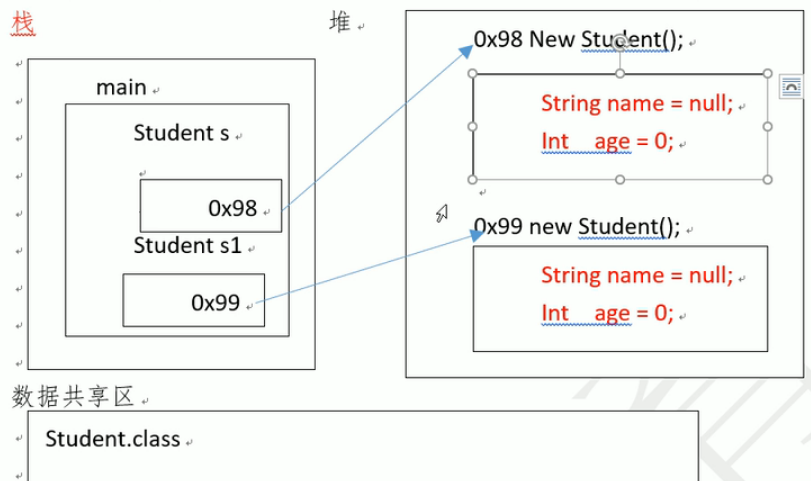 栈
堆
main
Student s
0x98
Student s1
0x99
0x98 New Student();
String name = null;
Int age = 0;
0x99 new Student();
String name = null;
Int age = 0;
数据共享区
Student.class